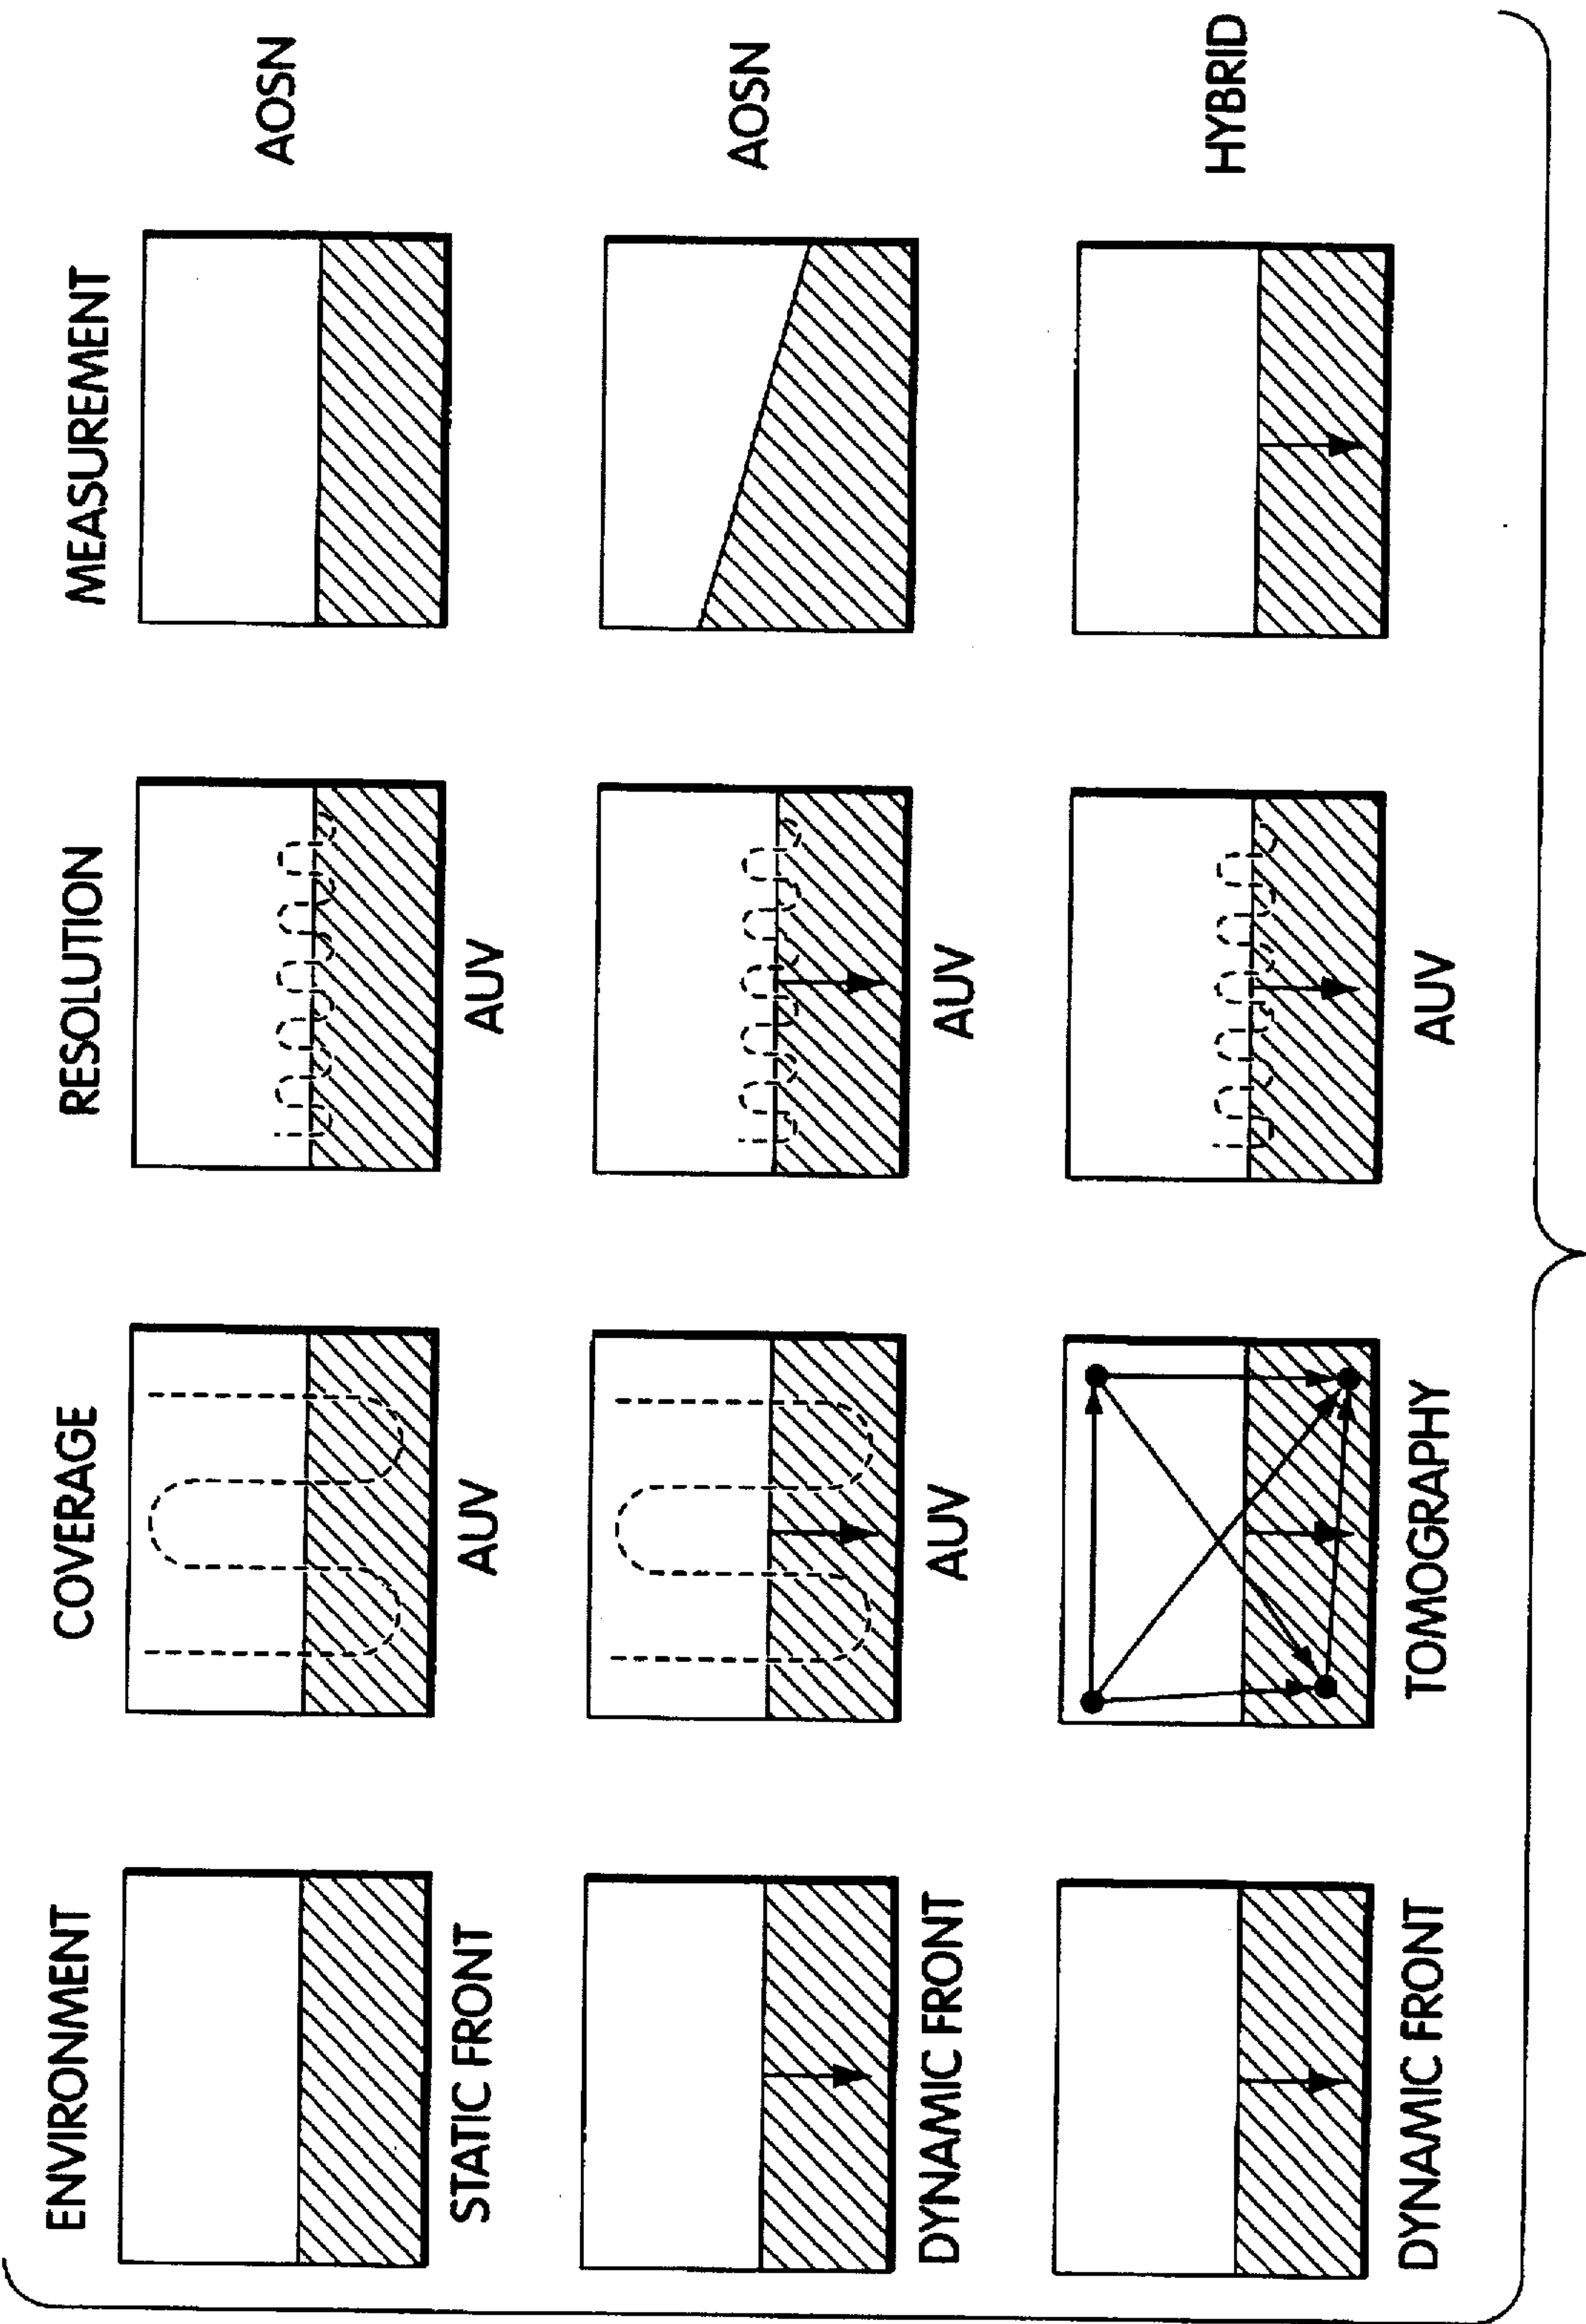 ENVIRONMENT
COVERAGE
RESOLUTION
MEASUREMENT
AOSN
STATIC FRONT
AUV
AUV
AOSN
DYNAMIC FRONT
AUV
AUV
HYBRID
DYNAMIC FRONT
TOMOGRAPHY
AUV